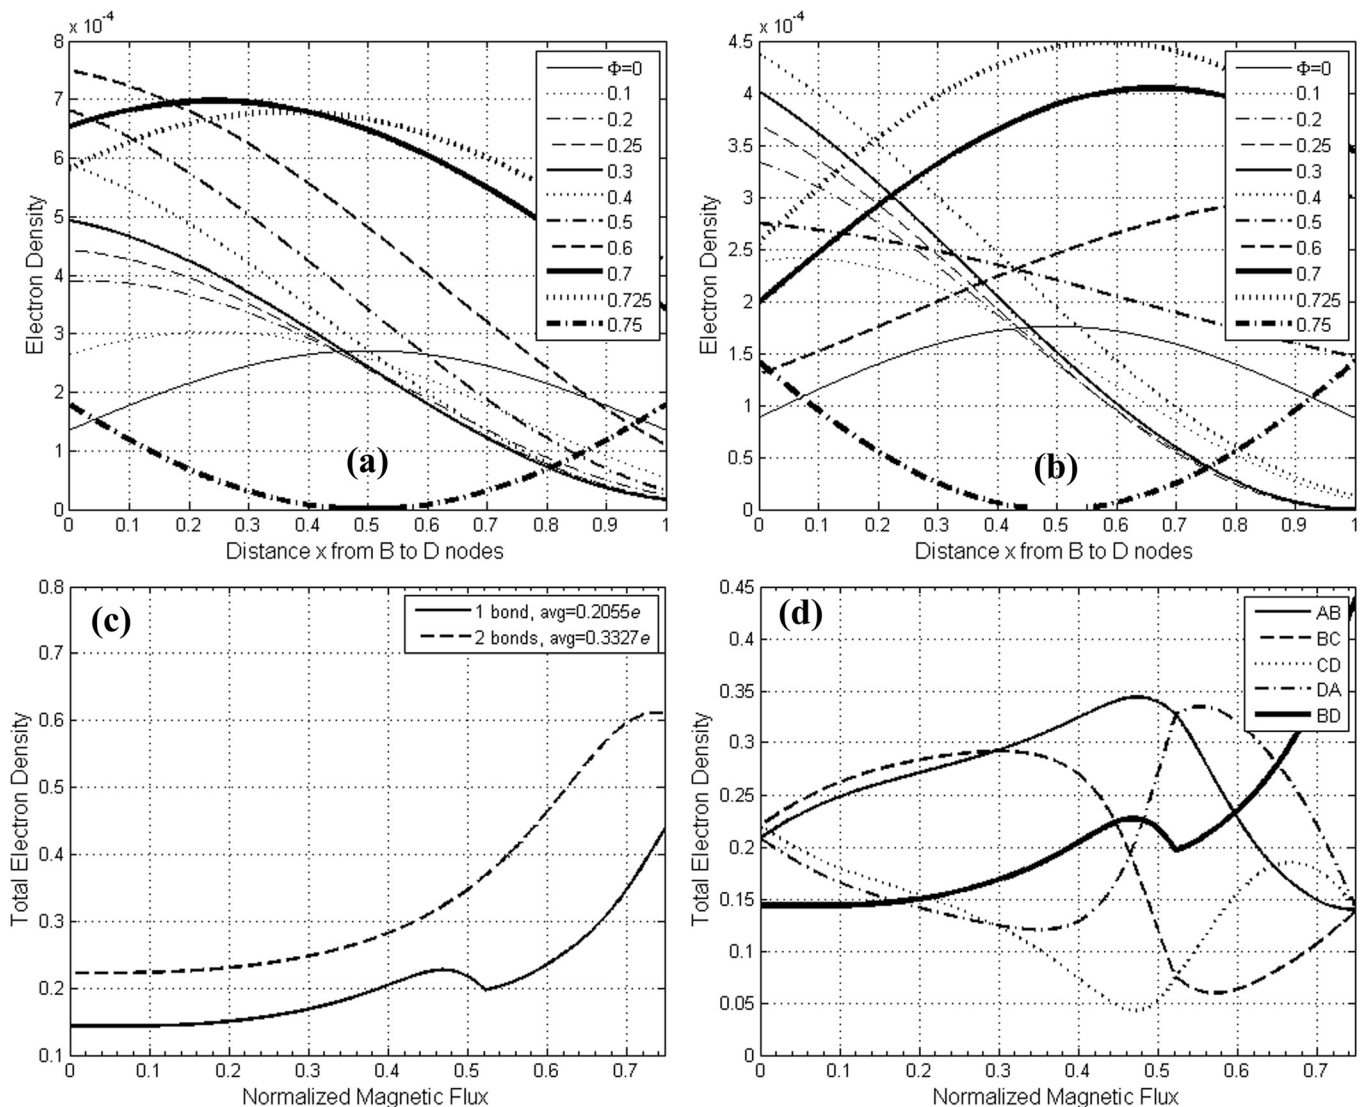 x 10^-4
8
7
6
5
4
3
2
1
0
0 0.1 0.2 0.3 0.4 0.5 0.6 0.7 0.8 0.9 1
Electron Density
Distance x from B to D nodes
(a)
Φ=0
0.1
0.2
0.25
0.3
0.4
0.5
0.6
0.7
0.725
0.75
x 10^-4
4.5
4
3.5
3
2.5
2
1.5
1
0.5
0
0 0.1 0.2 0.3 0.4 0.5 0.6 0.7 0.8 0.9 1
Electron Density
Distance x from B to D nodes
(b)
Φ=0
0.1
0.2
0.25
0.3
0.4
0.5
0.6
0.7
0.725
0.75
0.8
0.7
0.6
0.5
0.4
0.3
0.2
0.1
0 0.1 0.2 0.3 0.4 0.5 0.6 0.7
Total Electron Density
Normalized Magnetic Flux
(c)
1 bond, avg=0.2055e
2 bonds, avg=0.3327e
0.45
0.4
0.35
0.3
0.25
0.2
0.15
0.1
0.05
0
0 0.1 0.2 0.3 0.4 0.5 0.6 0.7
Total Electron Density
Normalized Magnetic Flux
(d)
AB
BC
CD
DA
BD